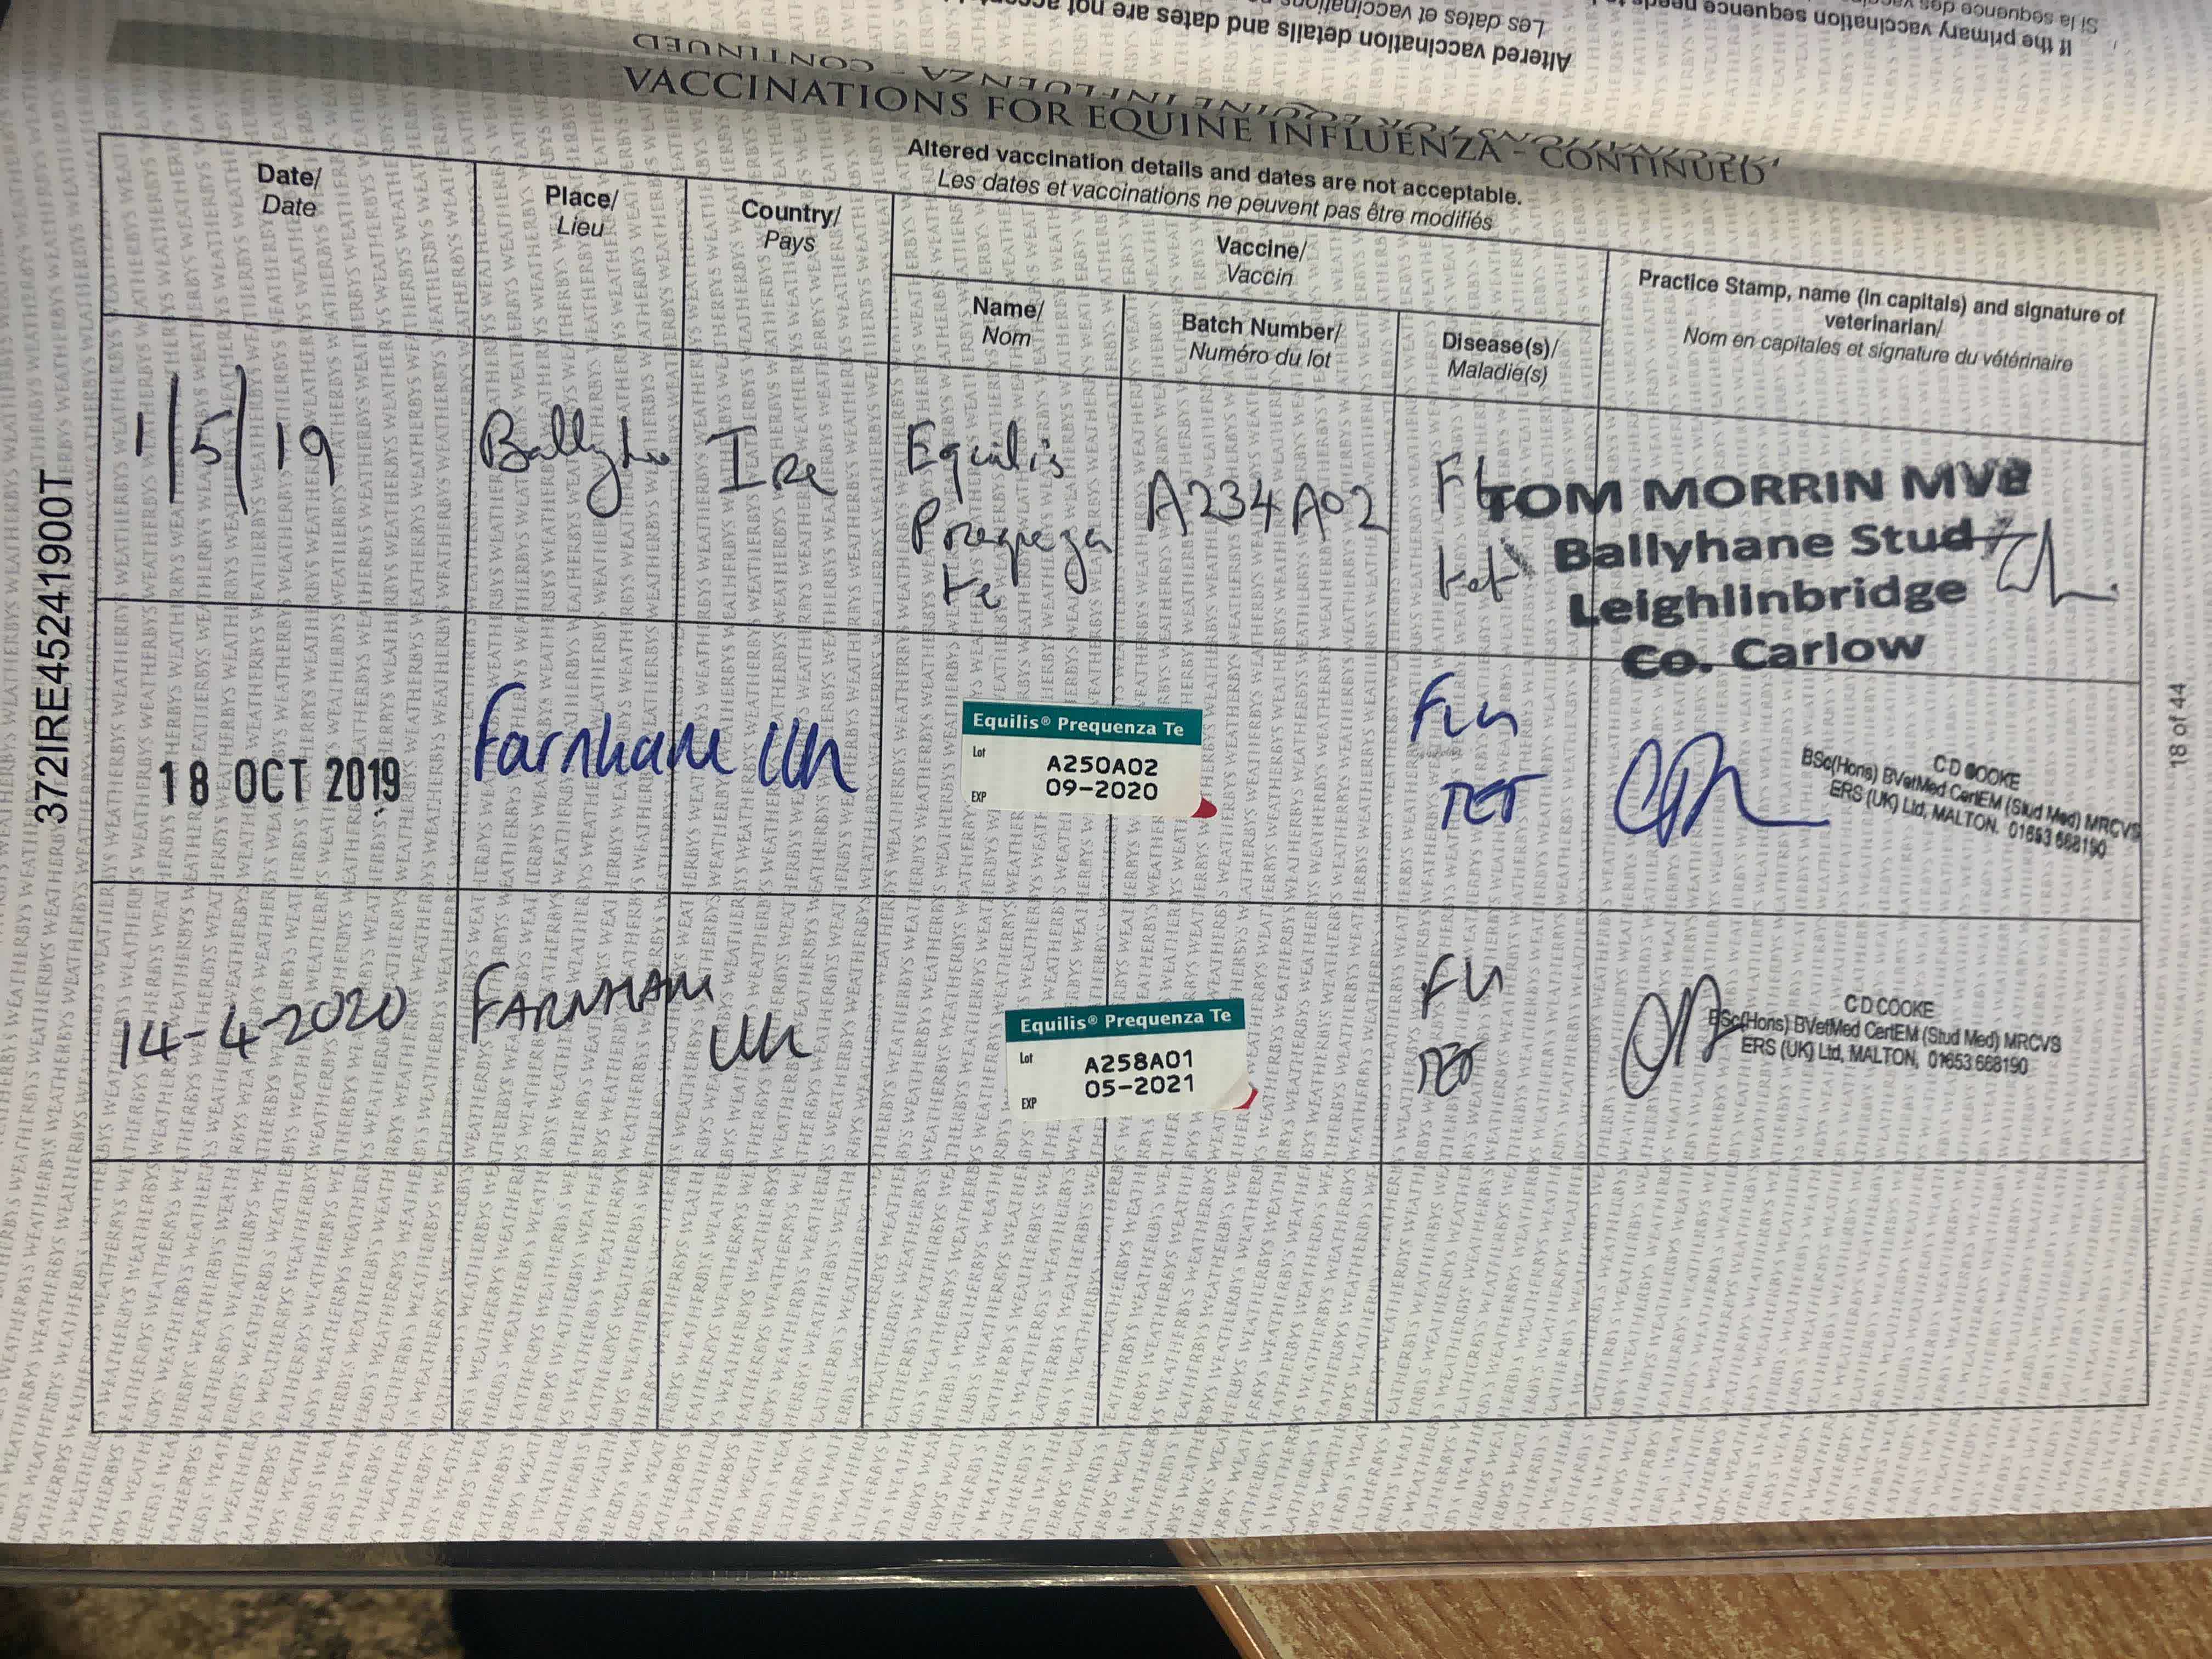 Si la séquence des
If the primary vaccination sequence needs to
Les dates et vaccinations
Altered vaccination details and dates are not
VACCINATIONS FOR EQUINE INFLUENZA - CONTINUED
VACCINATIONS FOR EQUINE INFLUENZA - CONTINUED
Altered vaccination details and dates are not acceptable.
Les dates et vaccinations ne peuvent pas être modifiés
Date/
Date
Place/
Lieu
Country/
Pays
Vaccine/
Vaccin
Name/
Nom
Batch Number/
Numéro du lot
Disease(s)/
Maladie(s)
Practice Stamp, name (in capitals) and signature of
veterinarian/
Nom en capitales et signature du vétérinaire
1/5/19
Ire
Equilis
Prequenza
te
A234A02
tet
TOM MORRIN MVB
Ballyhane Stud
Leighlinbridge
Co. Carlow
18 OCT 2019
Farnham
Uk
Equilis® Prequenza Te
Lot
A250A02
EXP
09-2020
Flu
TET
C D COOKE
BSc(Hons) BVetMed CertEM (Stud Med) MRCVS
ERS (UK) Ltd, MALTON. 01653 668190
14-4-2020
FARNHAM
Uk
Equilis® Prequenza Te
Lot
A258A01
EXP
05-2021
Flu
TET
C D COOKE
BSc(Hons) BVetMed CertEM (Stud Med) MRCVS
ERS (UK) Ltd, MALTON, 01653 668190
372IRE45241900T
18 of 44